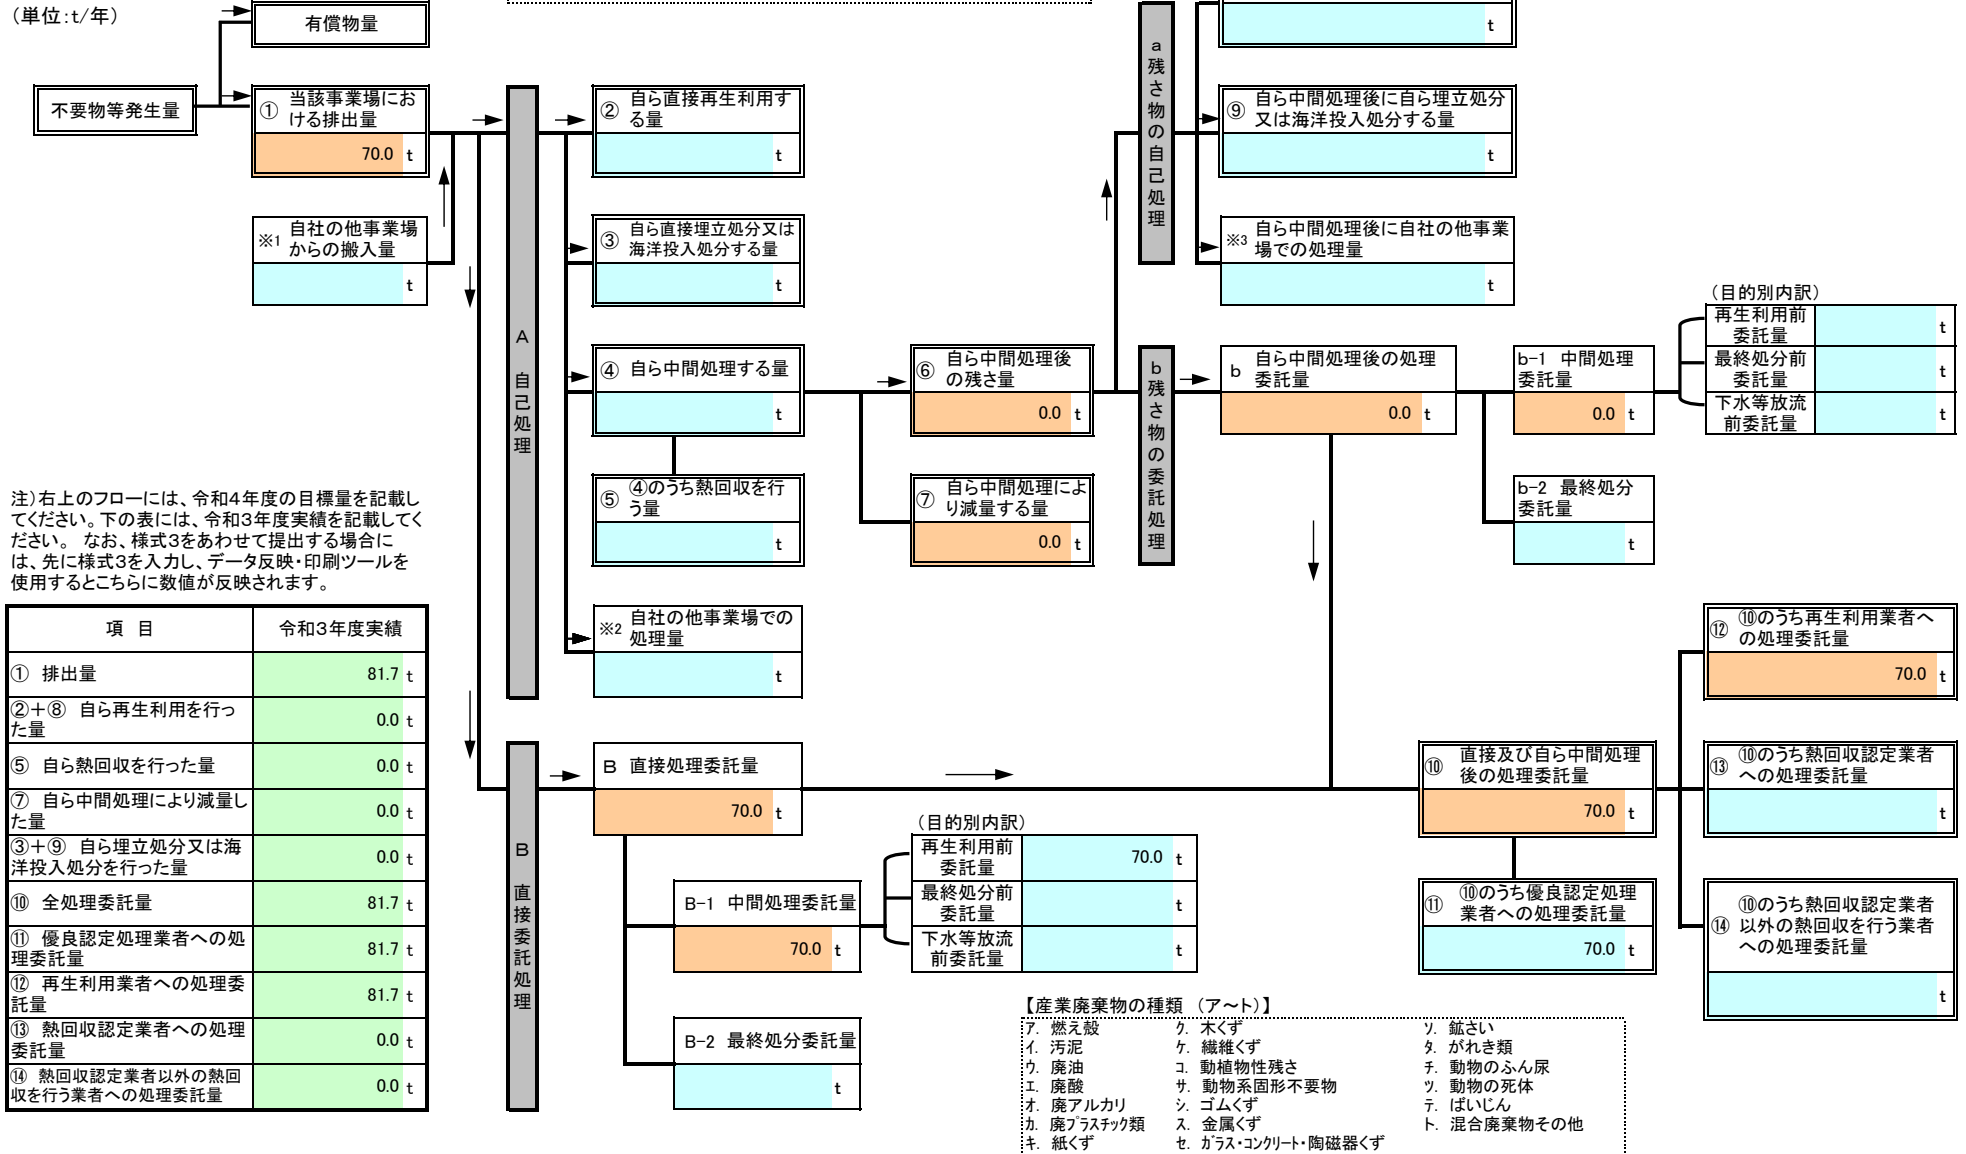 （単位:t/年）
有償物量
t
不要物等発生量
① 当該事業場にお
ける排出量
70.0 t
※1 自社の他事業場
からの搬入量
t
A 自己処理
② 自ら直接再生利用す
る量
t
③ 自ら直接埋立処分又は
海洋投入処分する量
t
④ 自ら中間処理する量
t
⑤ ④のうち熱回収を行
う量
t
※2 自社の他事業場での
処理量
t
⑥ 自ら中間処理後
の残さ量
0.0 t
⑦ 自ら中間処理によ
り減量する量
0.0 t
a残さ物の自己処理
⑨ 自ら中間処理後に自ら埋立処分
又は海洋投入処分する量
t
※3 自ら中間処理後に自社の他事業
場での処理量
t
b残さ物の委託処理
b 自ら中間処理後の処理
委託量
0.0 t
b-1 中間処理
委託量
0.0 t
b-2 最終処分
委託量
t
（目的別内訳）
再生利用前
委託量
t
最終処分前
委託量
t
下水等放流
前委託量
t
注）右上のフローには、令和4年度の目標量を記載し
てください。下の表には、令和3年度実績を記載してく
ださい。 なお、様式3をあわせて提出する場合に
は、先に様式3を入力し、データ反映・印刷ツールを
使用するとこちらに数値が反映されます。
項 目 令和3年度実績
① 排出量 81.7 t
②＋⑧ 自ら再生利用を行っ
た量 0.0 t
⑤ 自ら熱回収を行った量 0.0 t
⑦ 自ら中間処理により減量し
た量 0.0 t
③＋⑨ 自ら埋立処分又は海
洋投入処分を行った量 0.0 t
⑩ 全処理委託量 81.7 t
⑪ 優良認定処理業者への処
理委託量 81.7 t
⑫ 再生利用業者への処理委
託量 81.7 t
⑬ 熱回収認定業者への処理
委託量 0.0 t
⑭ 熱回収認定業者以外の熱回
収を行う業者への処理委託量 0.0 t
B 直接委託処理
B 直接処理委託量
70.0 t
B-1 中間処理委託量
70.0 t
B-2 最終処分委託量
t
（目的別内訳）
再生利用前
委託量
70.0 t
最終処分前
委託量
t
下水等放流
前委託量
t
⑩ 直接及び自ら中間処理
後の処理委託量
70.0 t
⑪ ⑩のうち優良認定処理
業者への処理委託量
70.0 t
⑫ ⑩のうち再生利用業者へ
の処理委託量
70.0 t
⑬ ⑩のうち熱回収認定業者
への処理委託量
t
⑭ ⑩のうち熱回収認定業者
以外の熱回収を行う業者
への処理委託量
t
【産業廃棄物の種類 （ア～ト）】
ア. 燃え殻 ク. 木くず ソ. 鉱さい
イ. 汚泥 ケ. 繊維くず タ. がれき類
ウ. 廃油 コ. 動植物性残さ チ. 動物のふん尿
エ. 廃酸 サ. 動物系固形不要物 ツ. 動物の死体
オ. 廃アルカリ シ. ゴムくず テ. ばいじん
カ. 廃プラスチック類 ス. 金属くず ト. 混合廃棄物その他
キ. 紙くず セ. ガラス・コンクリート・陶磁器くず